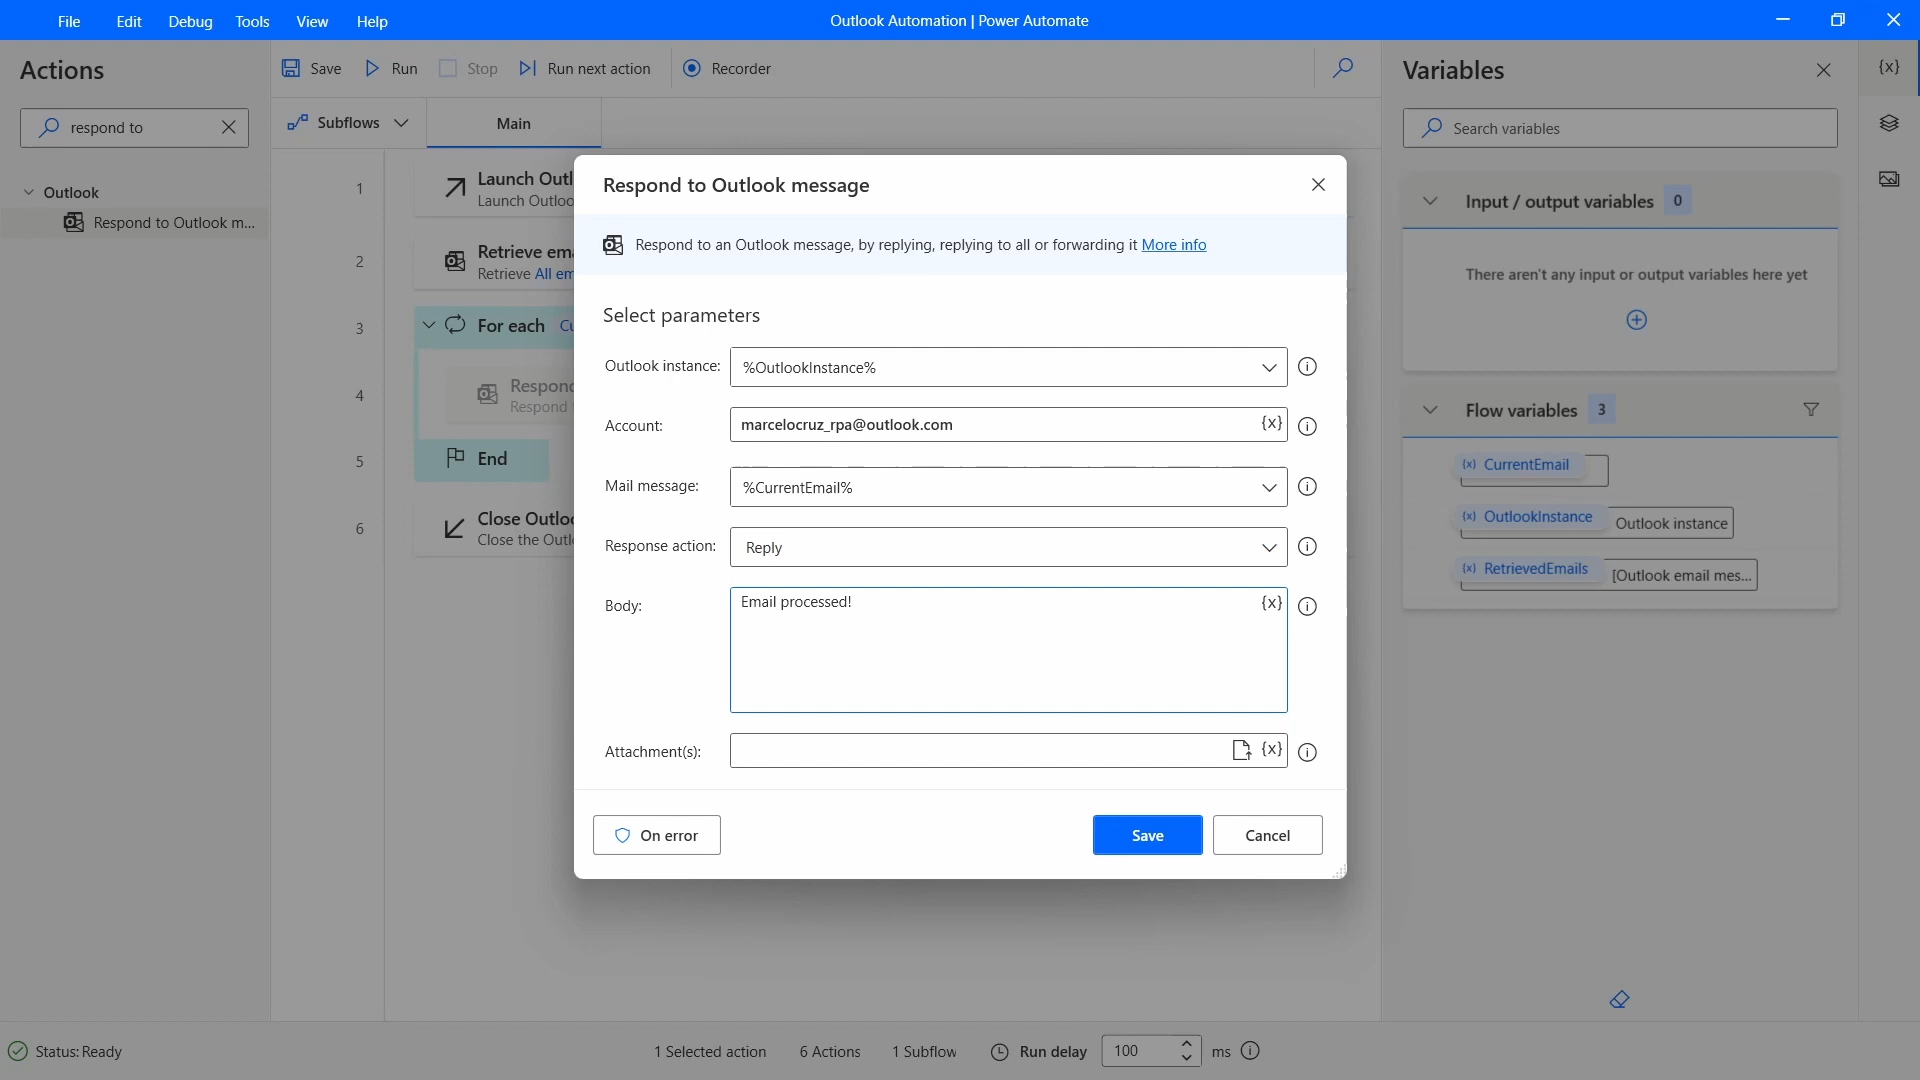 File Edit Debug Tools View Help
Outlook Automation | Power Automate
Actions
respond to
Outlook
Respond to Outlook m...
Save Run Stop Run next action Recorder
Subflows Main
1 Launch Outl
Launch Outloo
2 Retrieve ema
Retrieve All em
3 For each Cu
4 Respond
Respond
5 End
6 Close Outloo
Close the Outl
Respond to Outlook message
Respond to an Outlook message, by replying, replying to all or forwarding it More info
Select parameters
Outlook instance: %OutlookInstance%
Account: marcelocruz_rpa@outlook.com {x}
Mail message: %CurrentEmail%
Response action: Reply
Body: Email processed! {x}
Attachment(s): {x}
On error Save Cancel
Variables
{x}
Search variables
Input / output variables 0
There aren't any input or output variables here yet
Flow variables 3
(x) CurrentEmail
(x) OutlookInstance Outlook instance
(x) RetrievedEmails [Outlook email mes...
Status: Ready 1 Selected action 6 Actions 1 Subflow Run delay 100 ms